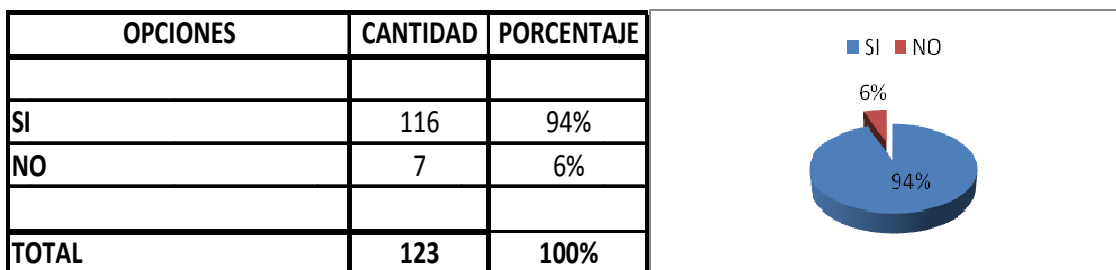 OPCIONES CANTIDAD PORCENTAJE
SI 116 94%
NO 7 6%
TOTAL 123 100%
SI NO
6%
94%